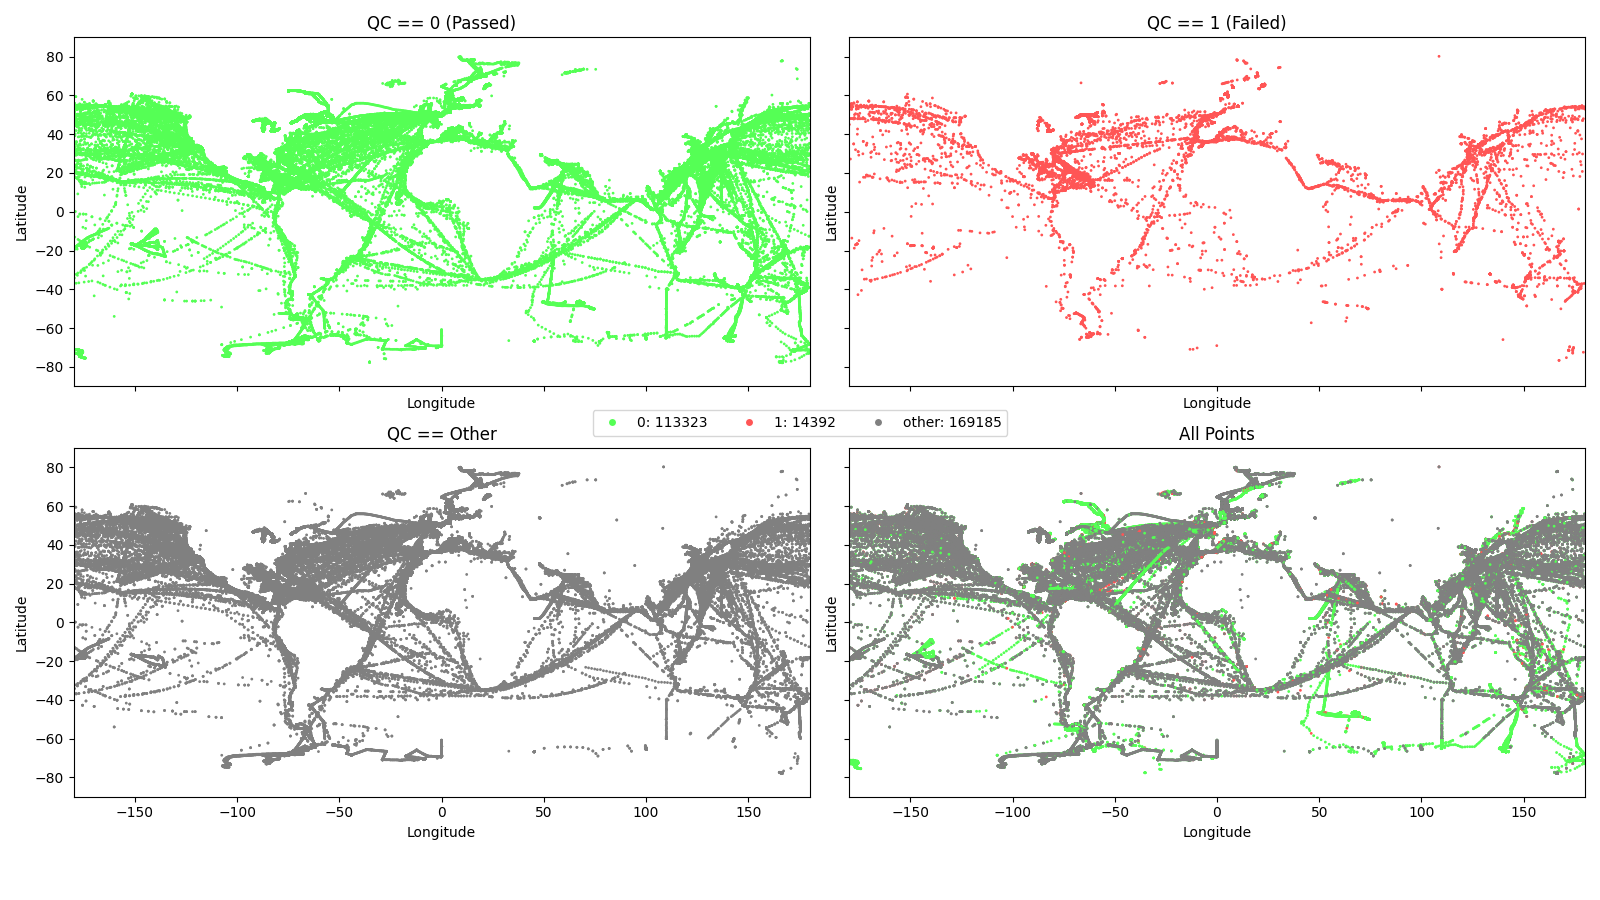 QC == 0 (Passed)
QC == 1 (Failed)
80
60
40
20
0
−20
−40
−60
−80
Latitude
Latitude
Longitude
Longitude
0: 113323 1: 14392 other: 169185
QC == Other
All Points
80
60
40
20
0
−20
−40
−60
−80
Latitude
Latitude
−150 −100 −50 0 50 100 150
−150 −100 −50 0 50 100 150
Longitude
Longitude